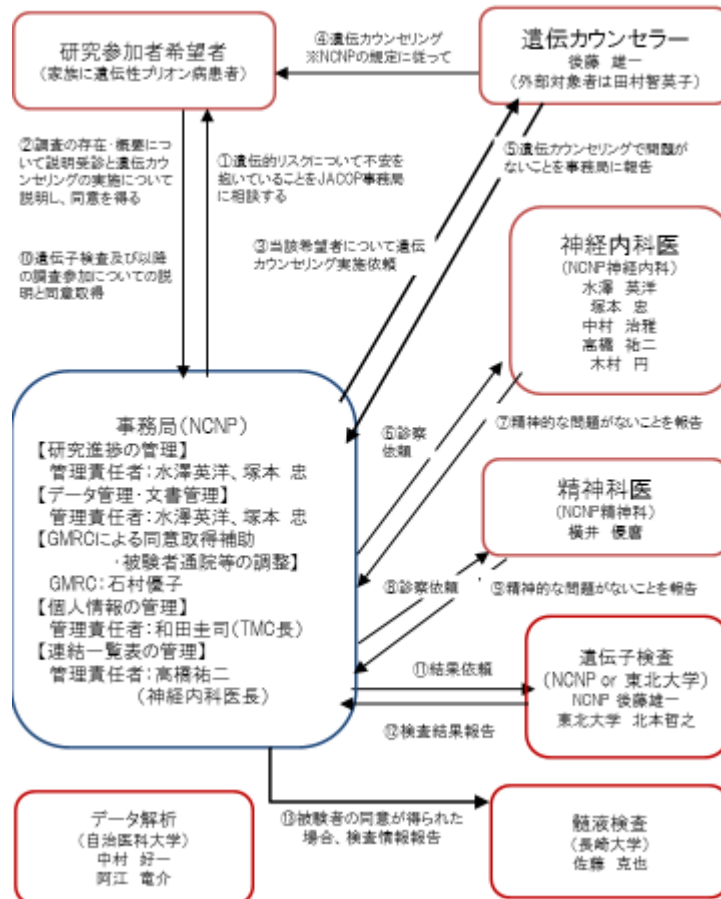 研究参加者希望者
(家族に遺伝性プリオン病患者)
④遺伝カウンセリング
※NCNPの規定に従って
遺伝カウンセラー
後藤 雄一
(外部対象者は田村智英子)
②調査の存在・概要につ
いて説明受診と遺伝カウ
ンセリングの実施について
説明し、同意を得る
①遺伝的リスクについて不安を
抱いていることをJACOP事務局
に相談する
⑤遺伝カウンセリングで問題が
ないことを事務局に報告
③当該希望者について遺伝
カウンセリング実施依頼
⑩遺伝子検査及び以降
の調査参加についての説
明と同意取得
神経内科医
(NCNP神経内科)
水澤 英洋
塚本 忠
中村 治雅
高橋 祐二
木村 円
事務局(NCNP)
【研究進捗の管理】
管理責任者:水澤英洋、塚本 忠
【データ管理・文書管理】
管理責任者:水澤英洋、塚本 忠
【GMRCによる同意取得補助
・被験者通院等の調整】
GMRC:石村優子
【個人情報の管理】
管理責任者:和田圭司(TMC長)
【連結一覧表の管理】
管理責任者:高橋祐二
(神経内科医長)
⑥診察
依頼
⑦精神的な問題がないことを報告
精神科医
(NCNP精神科)
横井 優磨
⑧診察依頼
⑨精神的な問題がないことを報告
⑪結果依頼
⑫検査結果報告
遺伝子検査
(NCNP or 東北大学)
NCNP 後藤雄一
東北大学 北本哲之
⑬被験者の同意が得られた
場合、検査情報報告
データ解析
(自治医科大学)
中村 好一
阿江 竜介
髄液検査
(長崎大学)
佐藤 克也